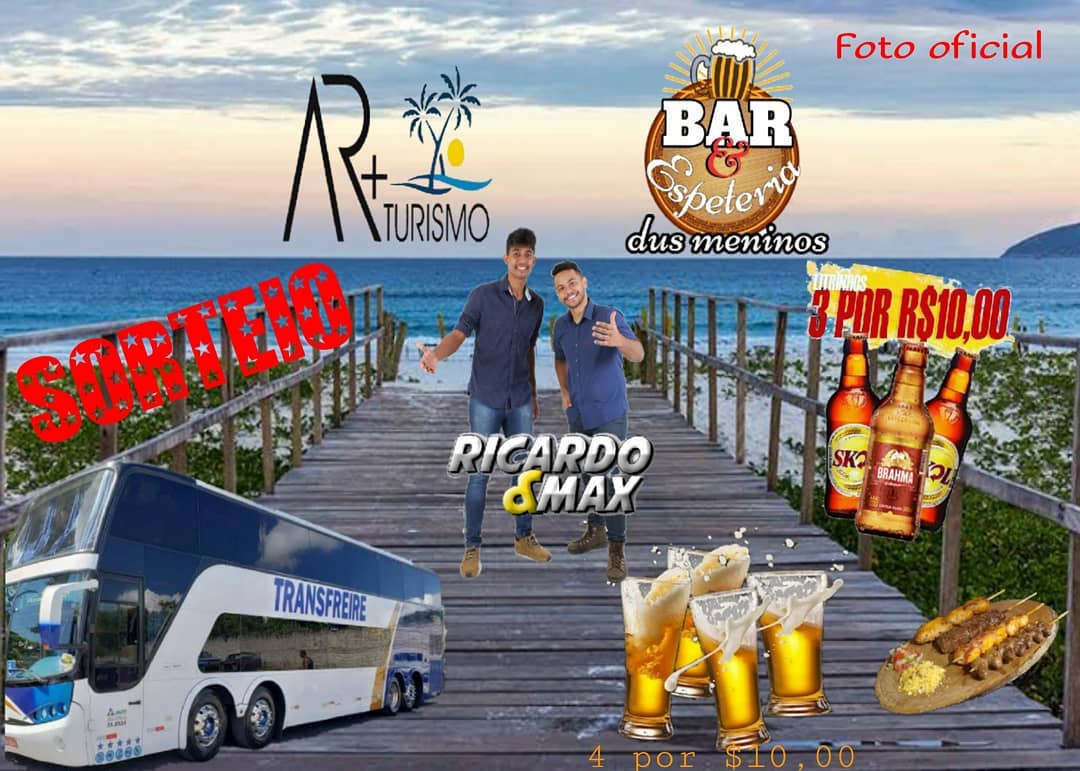 Foto oficial
AR+
TURISMO
BAR
&
Espeteria
dus meninos
SORTEIO
LITRINHOS
3 POR R$10,00
RICARDO
&MAX
SKOL
BRAHMA
TRANSFREIRE
4 por $10,00